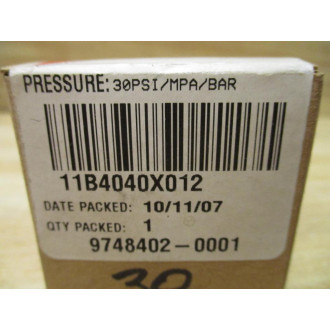 PRESSURE: 30PSI/MPA/BAR
11B4040X012
DATE PACKED: 10/11/07
QTY PACKED: 1
9748402-0001
30